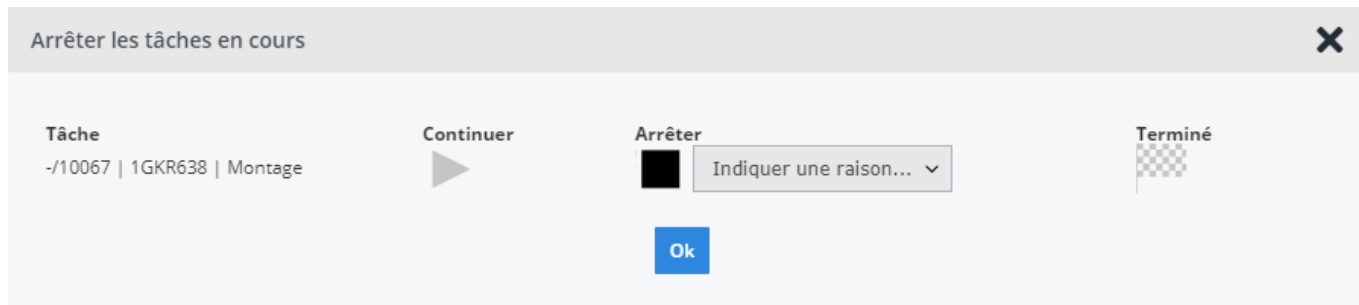 Arrêter les tâches en cours
Tâche Continuer Arrêter Terminé
-/10067 | 1GKR638 | Montage Indiquer une raison...
Ok